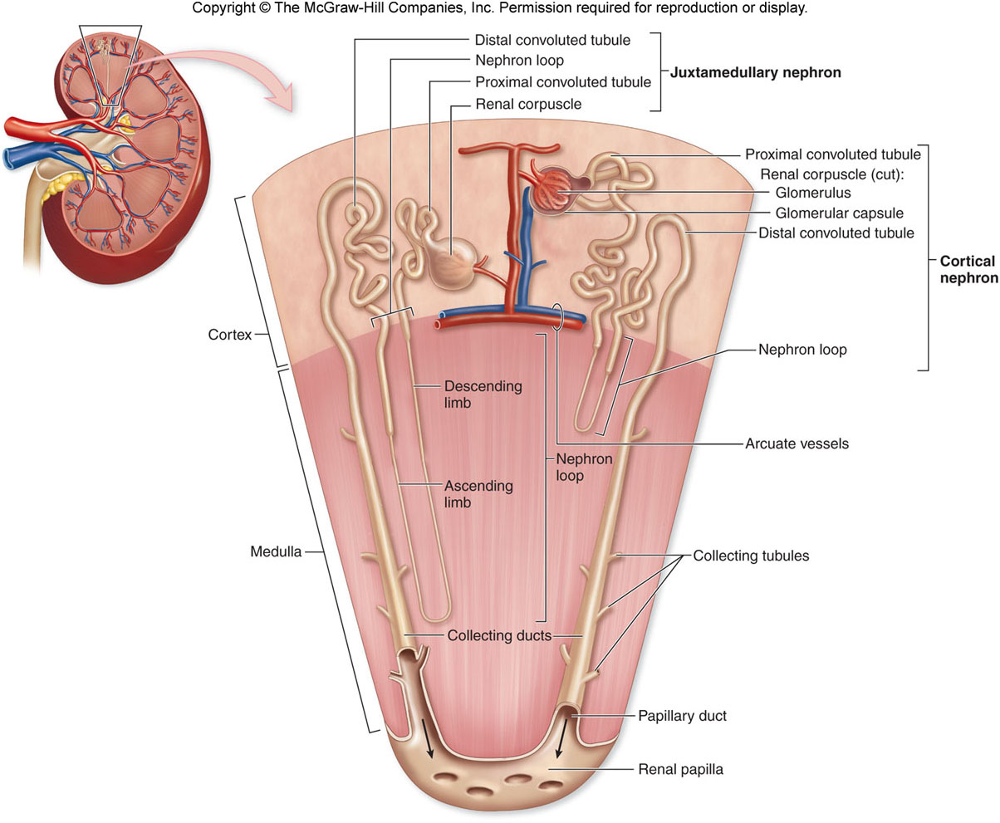 Copyright © The McGraw-Hill Companies, Inc. Permission required for reproduction or display.
Distal convoluted tubule
Nephron loop
Proximal convoluted tubule
Renal corpuscle
Juxtamedullary nephron
Proximal convoluted tubule
Renal corpuscle (cut):
Glomerulus
Glomerular capsule
Distal convoluted tubule
Cortical
nephron
Cortex
Nephron loop
Descending
limb
Arcuate vessels
Nephron
loop
Ascending
limb
Medulla
Collecting tubules
Collecting ducts
Papillary duct
Renal papilla